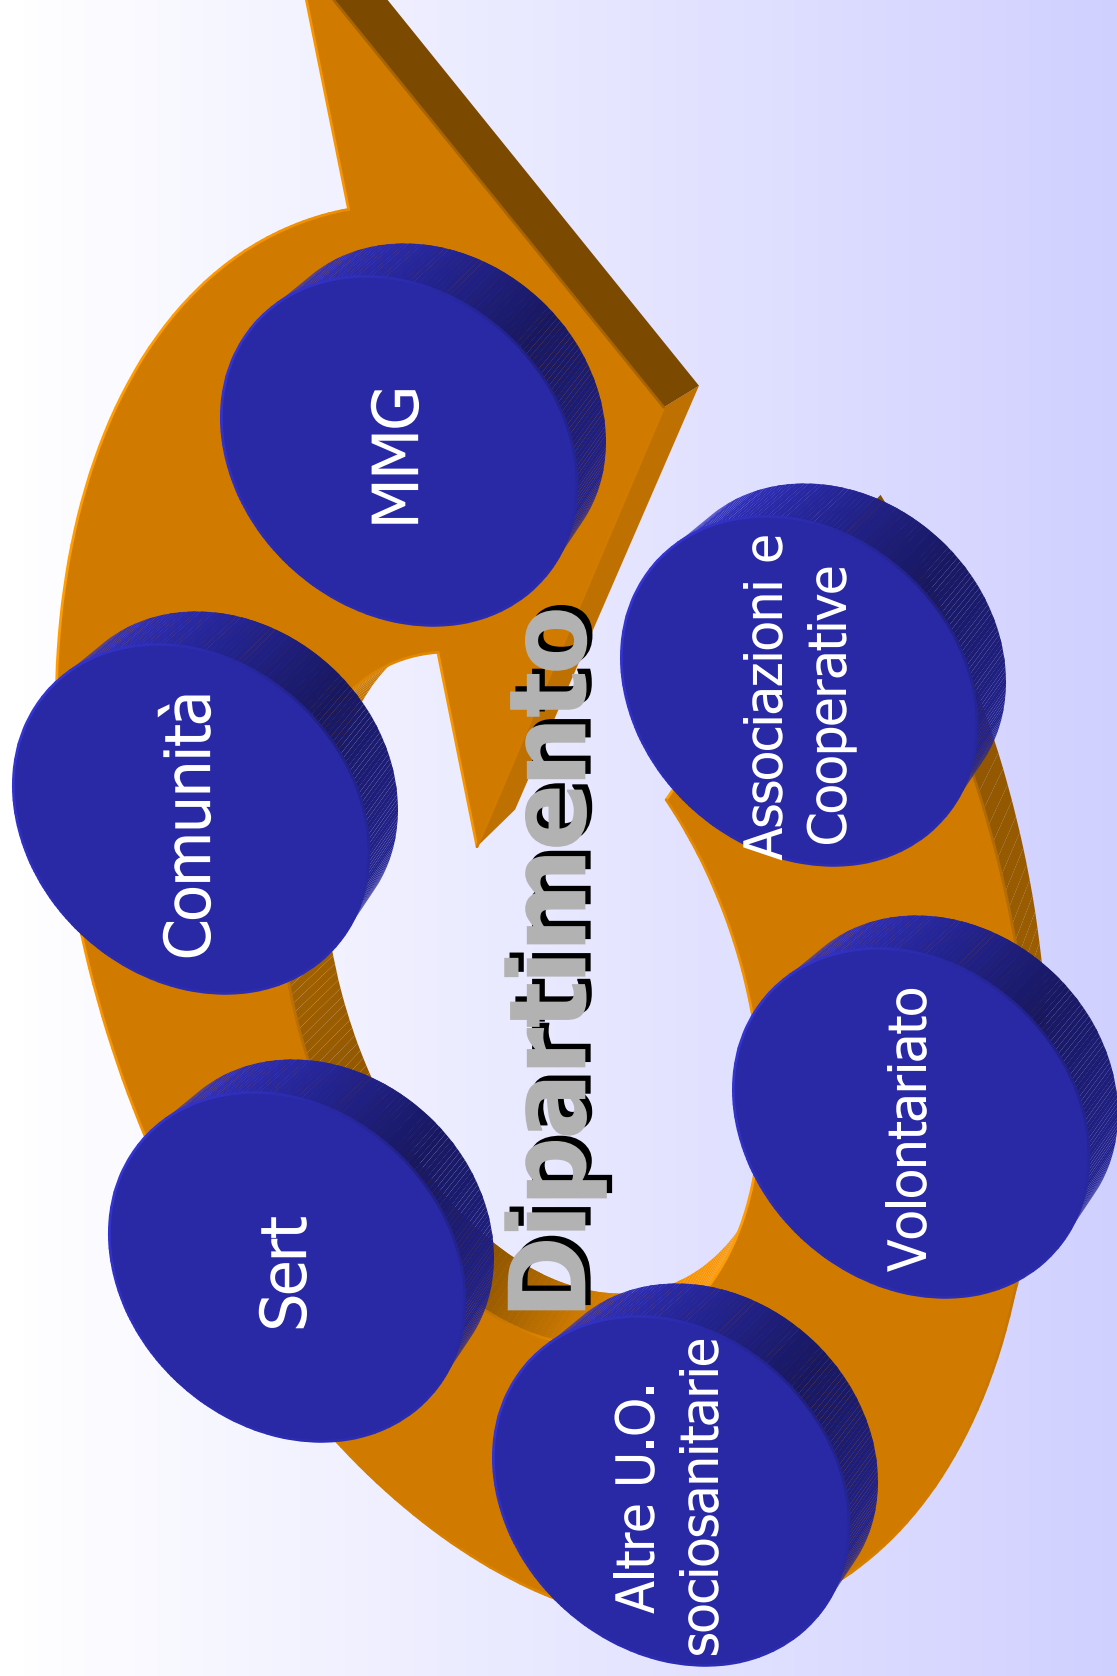 Sert
Comunità
MMG
Dipartimento
Altre U.O.
sociosanitarie
Volontariato
Associazioni e
Cooperative